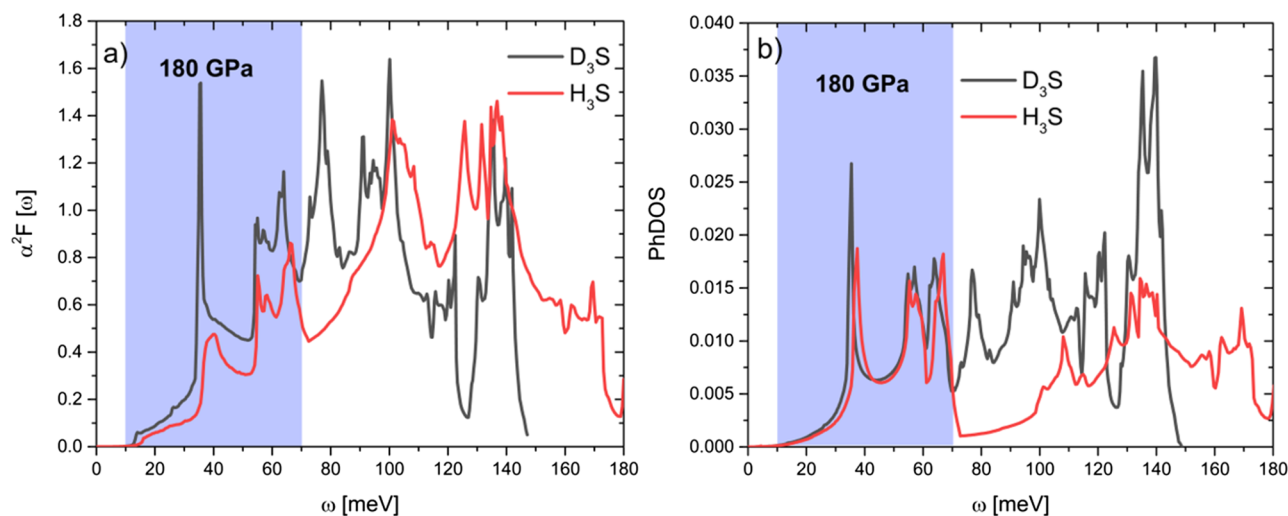 a)
180 GPa
D₃S
H₃S
α²F [ω]
1.8
1.6
1.4
1.2
1.0
0.8
0.6
0.4
0.2
0.0
0 20 40 60 80 100 120 140 160 180
ω [meV]
b)
180 GPa
D₃S
H₃S
PhDOS
0.040
0.035
0.030
0.025
0.020
0.015
0.010
0.005
0.000
0 20 40 60 80 100 120 140 160 180
ω [meV]